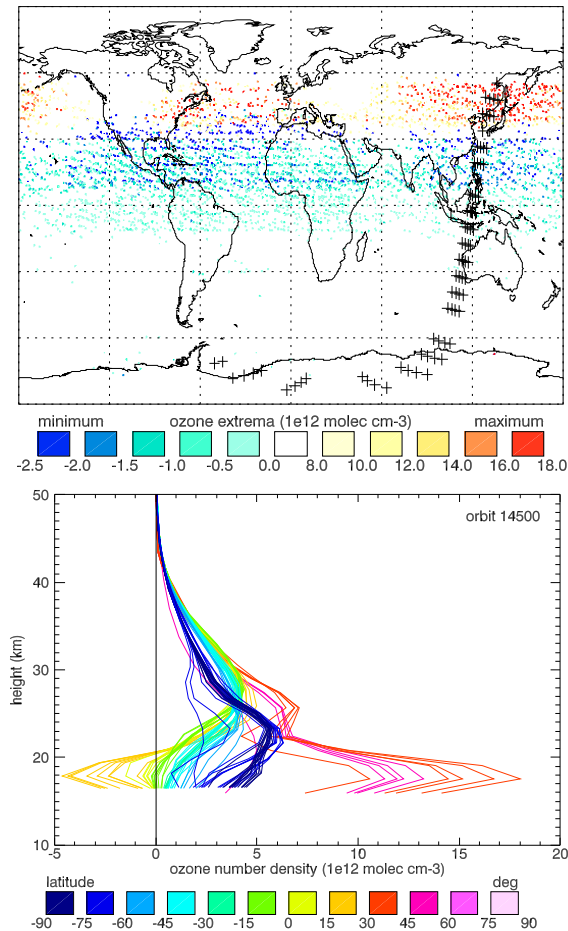 minimum ozone extrema (1e12 molec cm-3) maximum
-2.5 -2.0 -1.5 -1.0 -0.5 0.0 8.0 10.0 12.0 14.0 16.0 18.0
50
orbit 14500
40
height (km)
30
20
10
-5 0 5 10 15 20
ozone number density (1e12 molec cm-3)
latitude deg
-90 -75 -60 -45 -30 -15 0 15 30 45 60 75 90